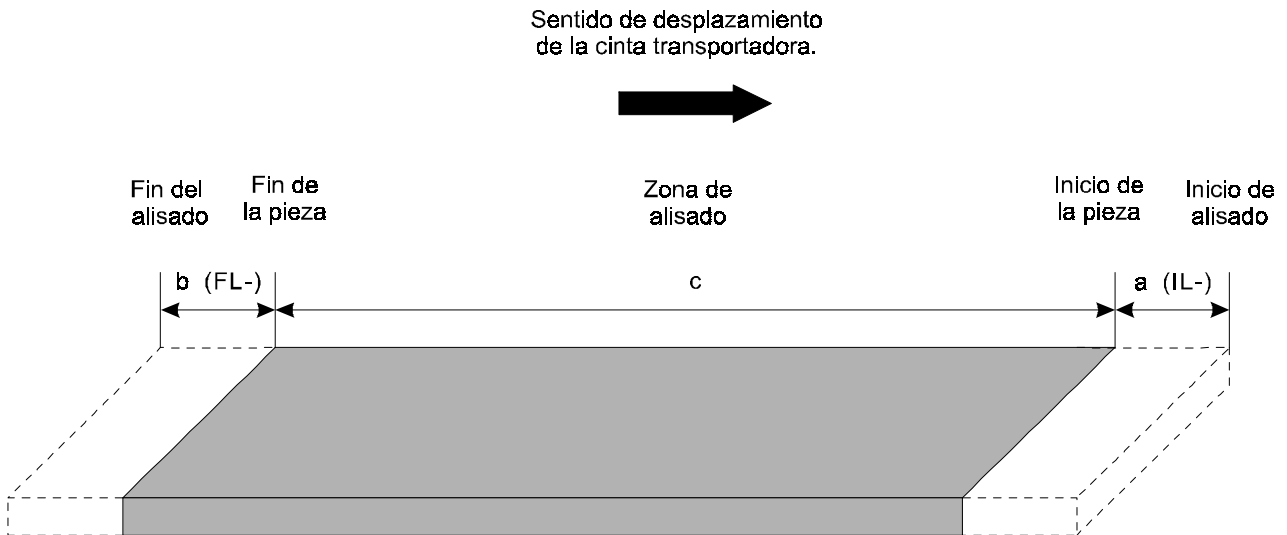 Sentido de desplazamiento
de la cinta transportadora.
Fin del
alisado
Fin de
la pieza
Zona de
alisado
Inicio de
la pieza
Inicio de
alisado
b (FL-)
c
a (IL-)